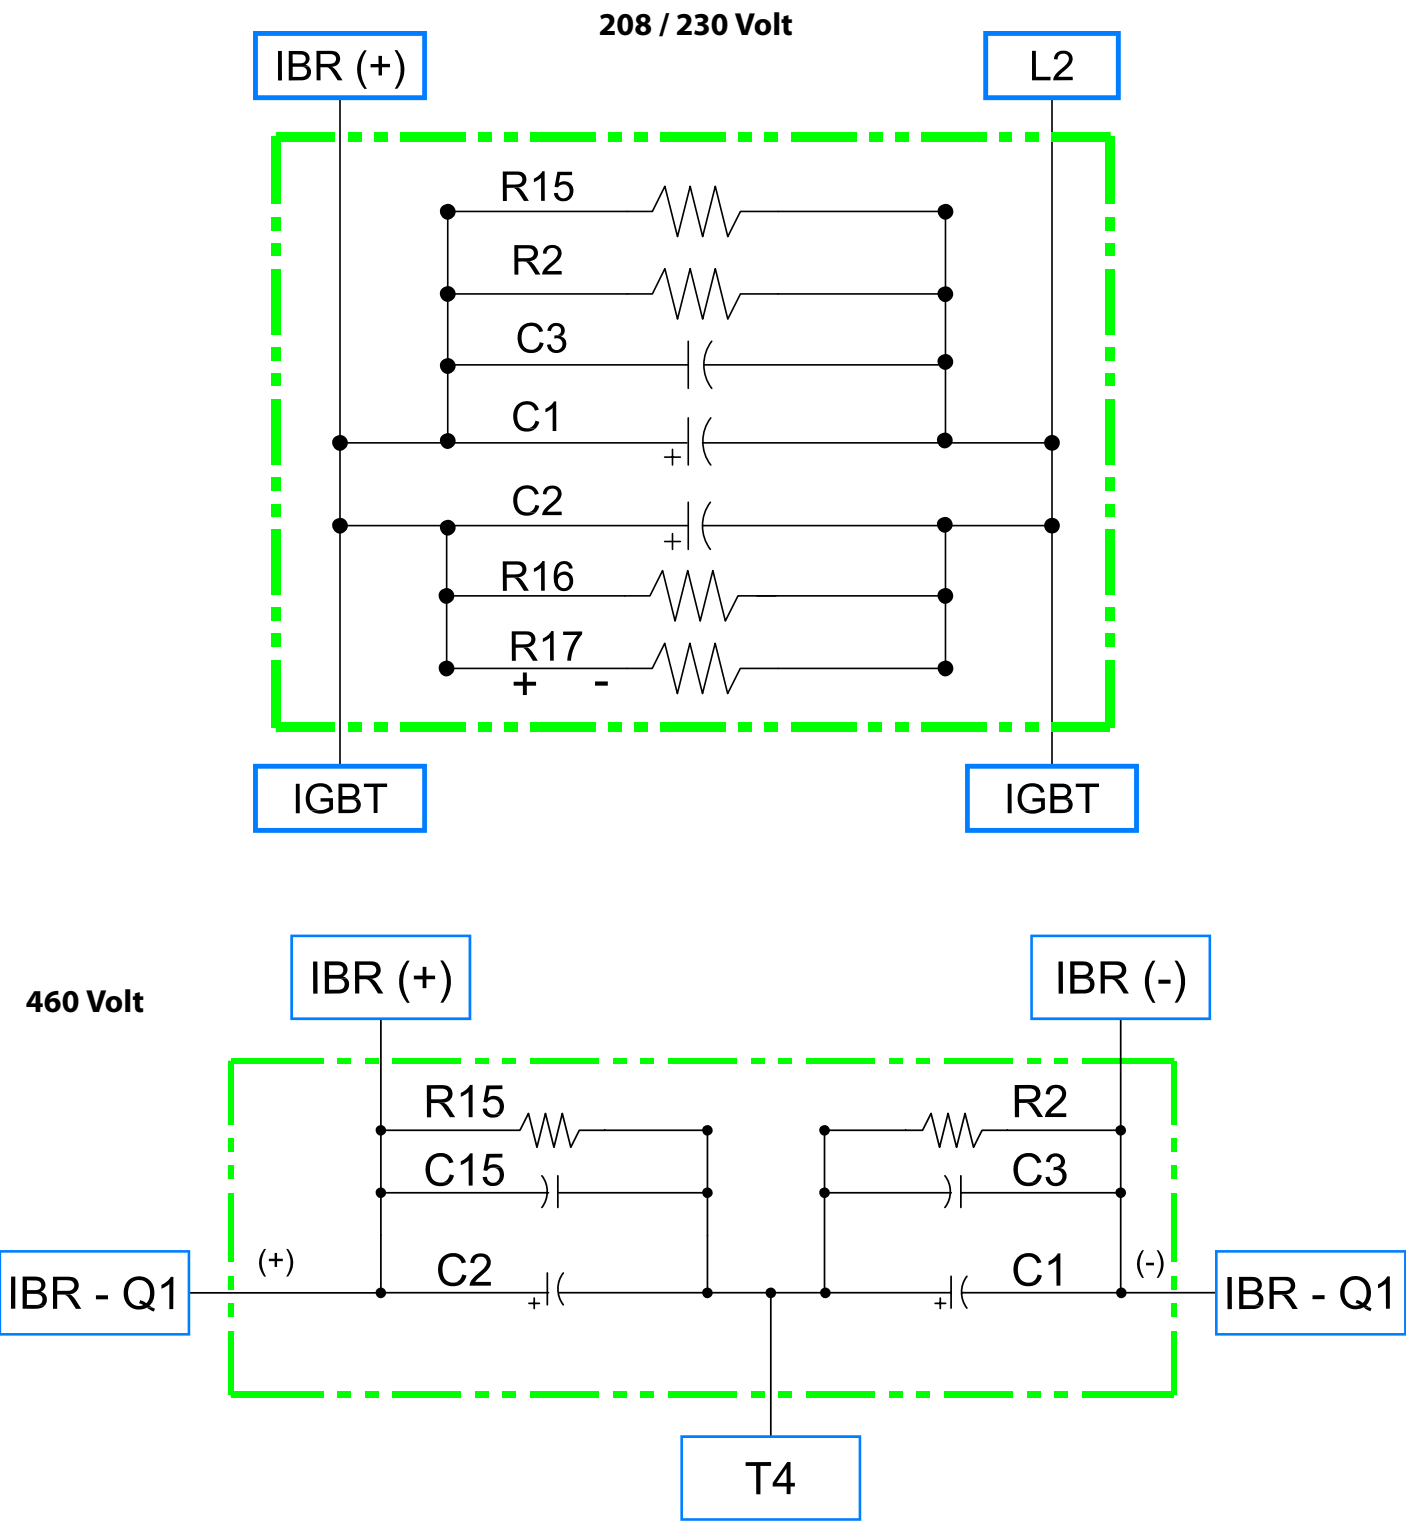 208 / 230 Volt
IBR (+)
L2
R15
R2
C3
C1
+
C2
+
R16
R17
+ -
IGBT
IGBT
460 Volt
IBR (+)
IBR (-)
R15
R2
C15
C3
(+)
C2
C1
(-)
+
+
IBR - Q1
IBR - Q1
T4